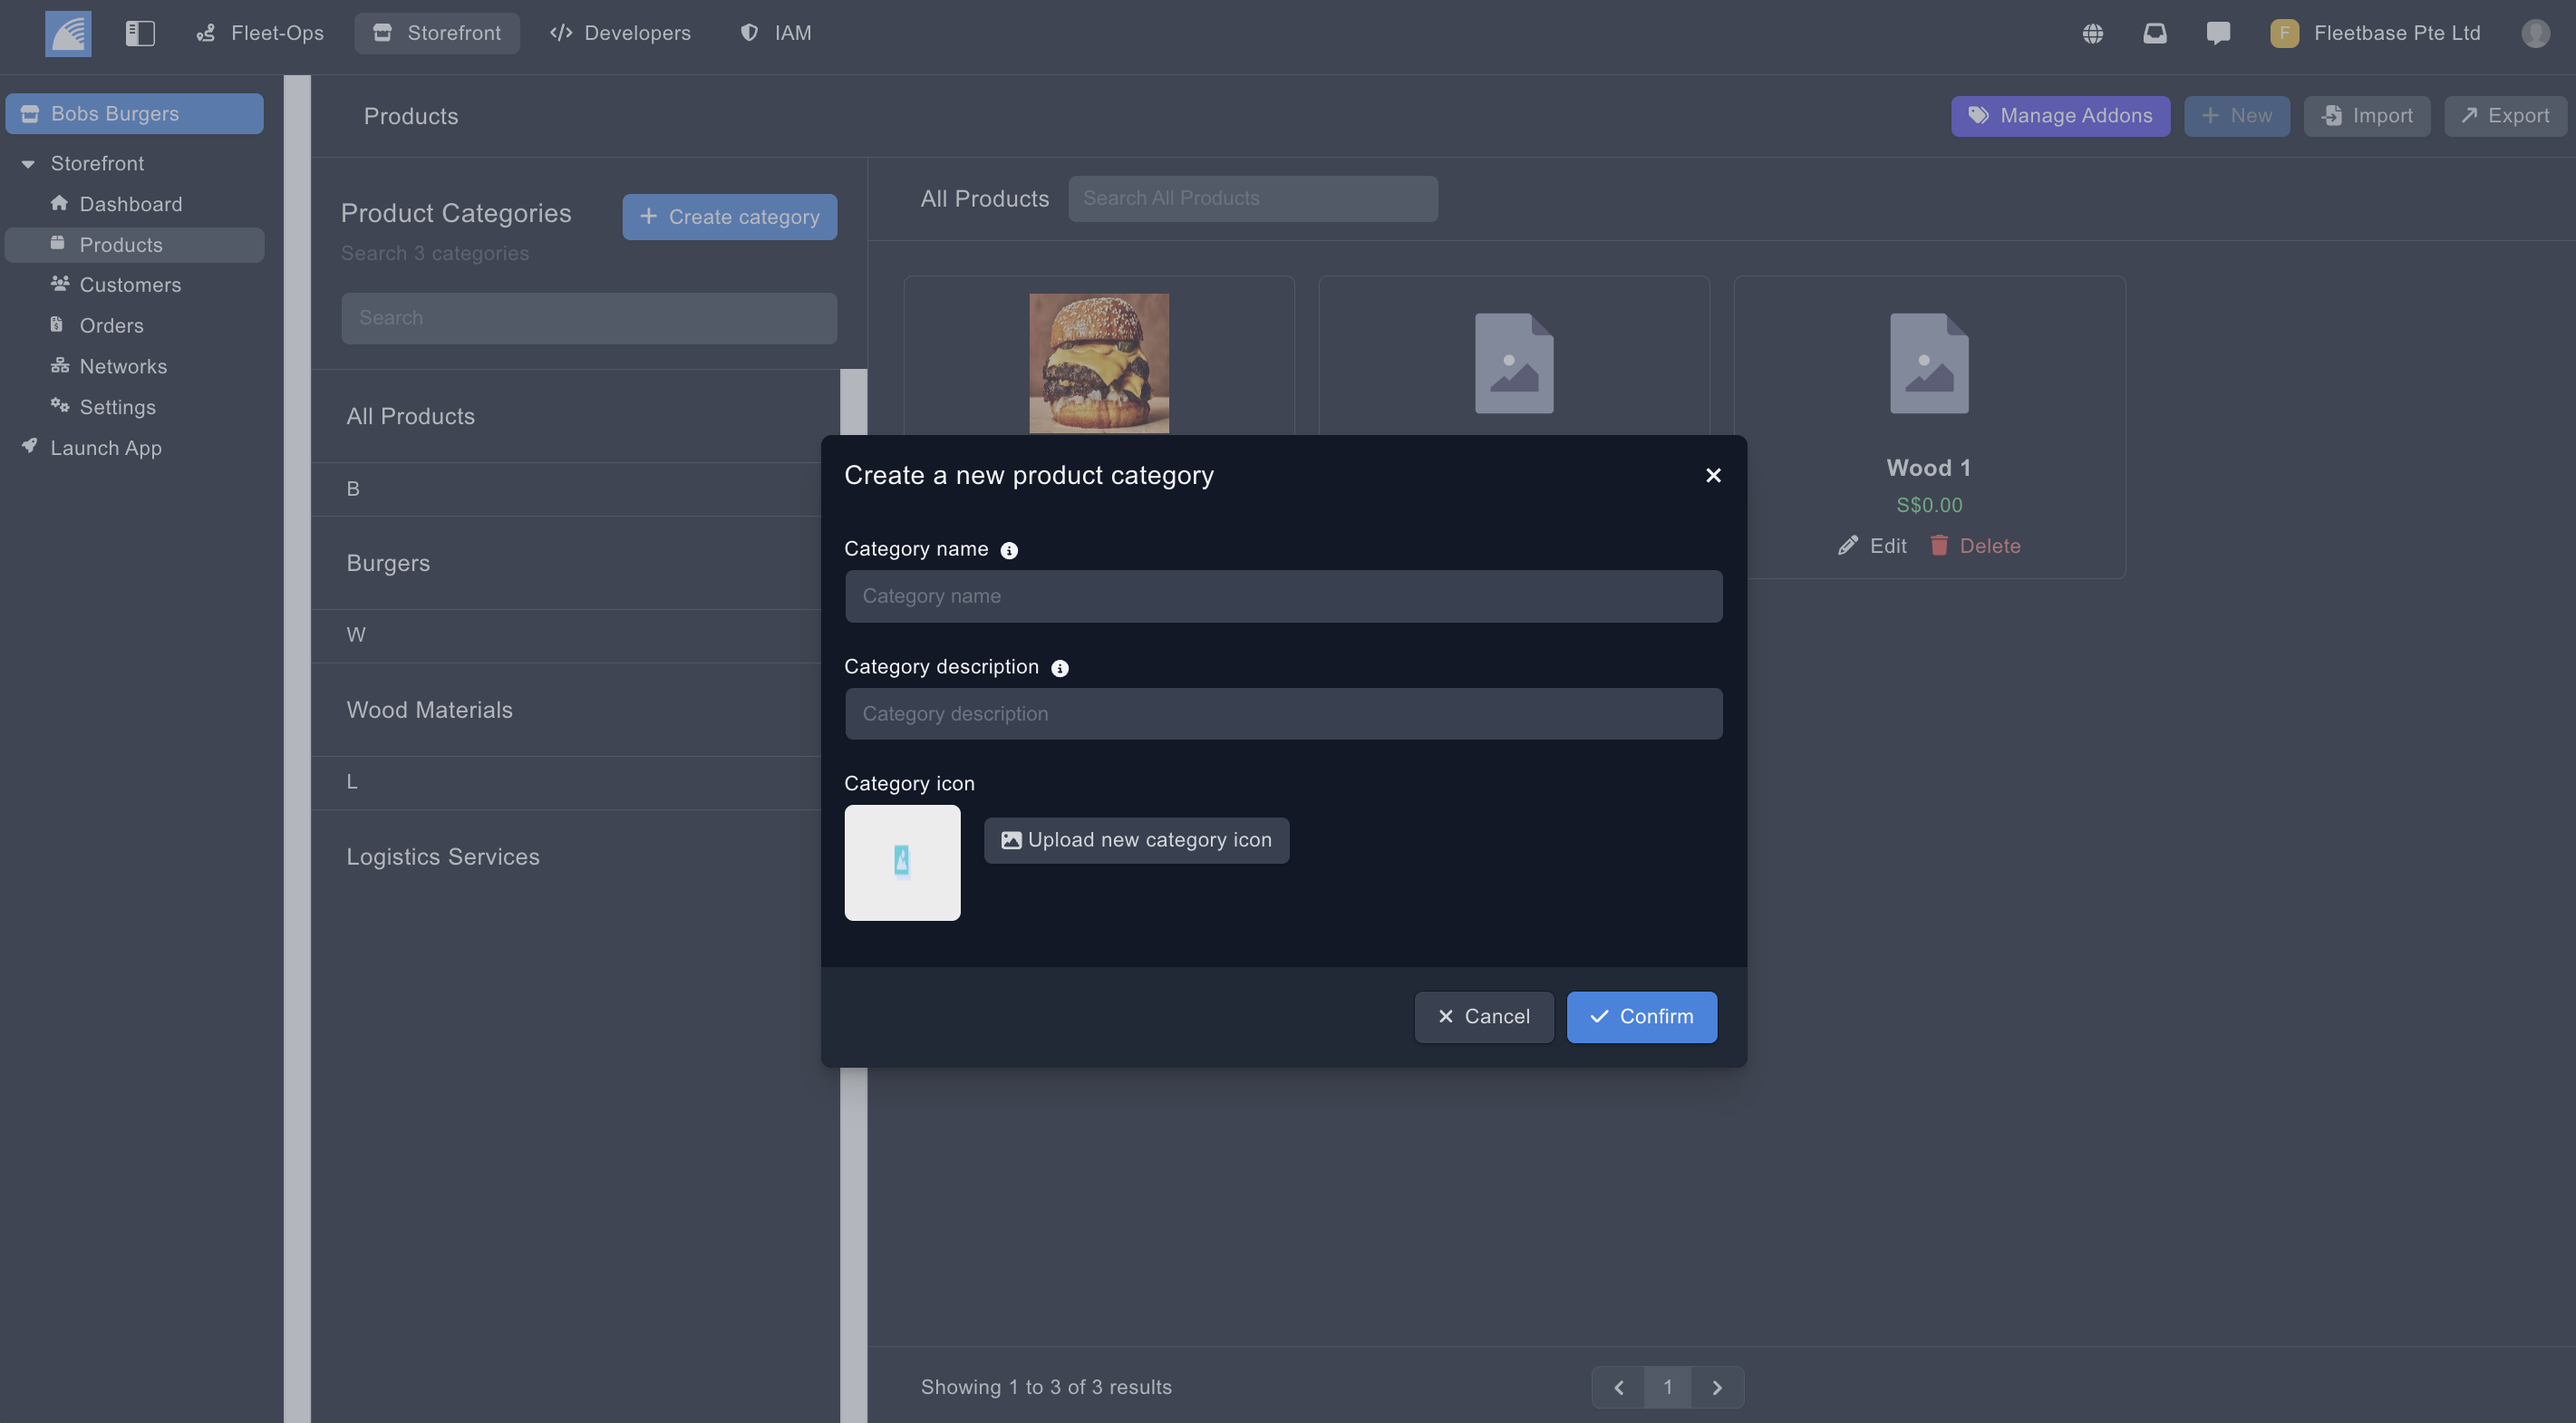 Fleet-Ops
Storefront
Developers
IAM
F
Fleetbase Pte Ltd
Bobs Burgers
Storefront
Dashboard
Products
Customers
Orders
Networks
Settings
Launch App
Products
Manage Addons
New
Import
Export
Product Categories
Create category
Search 3 categories
Search
All Products
B
Burgers
W
Wood Materials
L
Logistics Services
All Products
Search All Products
Wood 1
S$0.00
Edit
Delete
Create a new product category
Category name
Category name
Category description
Category description
Category icon
Upload new category icon
Cancel
Confirm
Showing 1 to 3 of 3 results
1